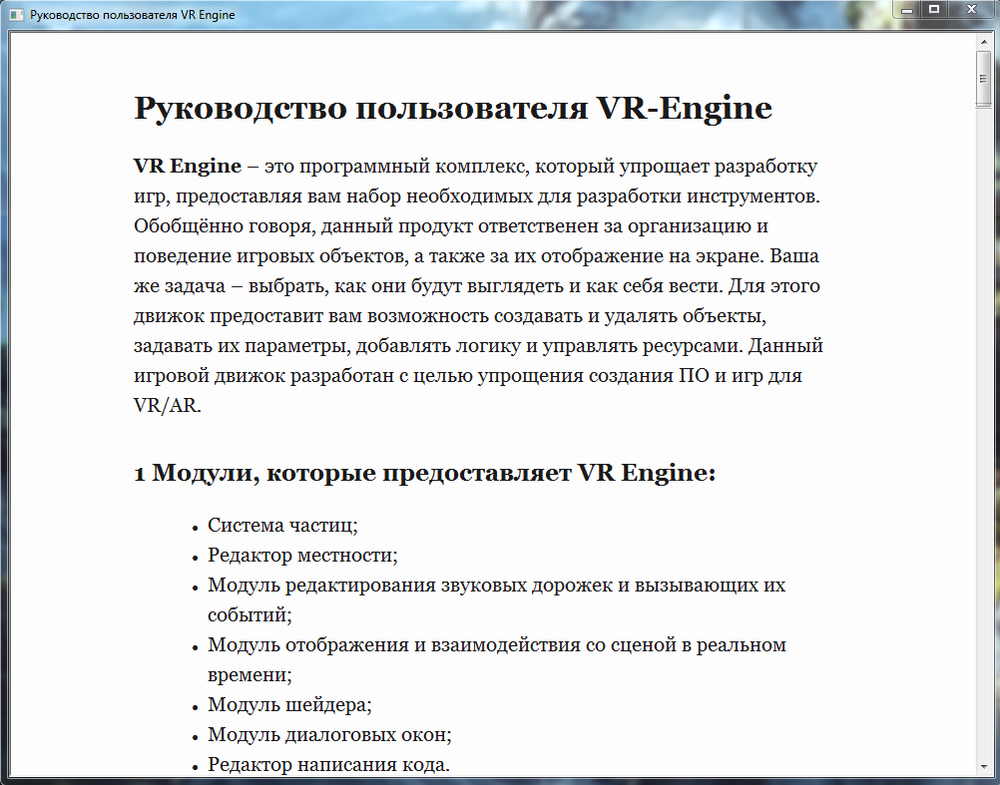 Руководство пользователя VR Engine
Руководство пользователя VR-Engine
VR Engine – это программный комплекс, который упрощает разработку
игр, предоставляя вам набор необходимых для разработки инструментов.
Обобщённо говоря, данный продукт ответственен за организацию и
поведение игровых объектов, а также за их отображение на экране. Ваша
же задача – выбрать, как они будут выглядеть и как себя вести. Для этого
движок предоставит вам возможность создавать и удалять объекты,
задавать их параметры, добавлять логику и управлять ресурсами. Данный
игровой движок разработан с целью упрощения создания ПО и игр для
VR/AR.
1 Модули, которые предоставляет VR Engine:
• Система частиц;
• Редактор местности;
• Модуль редактирования звуковых дорожек и вызывающих их
событий;
• Модуль отображения и взаимодействия со сценой в реальном
времени;
• Модуль шейдера;
• Модуль диалоговых окон;
• Редактор написания кода.